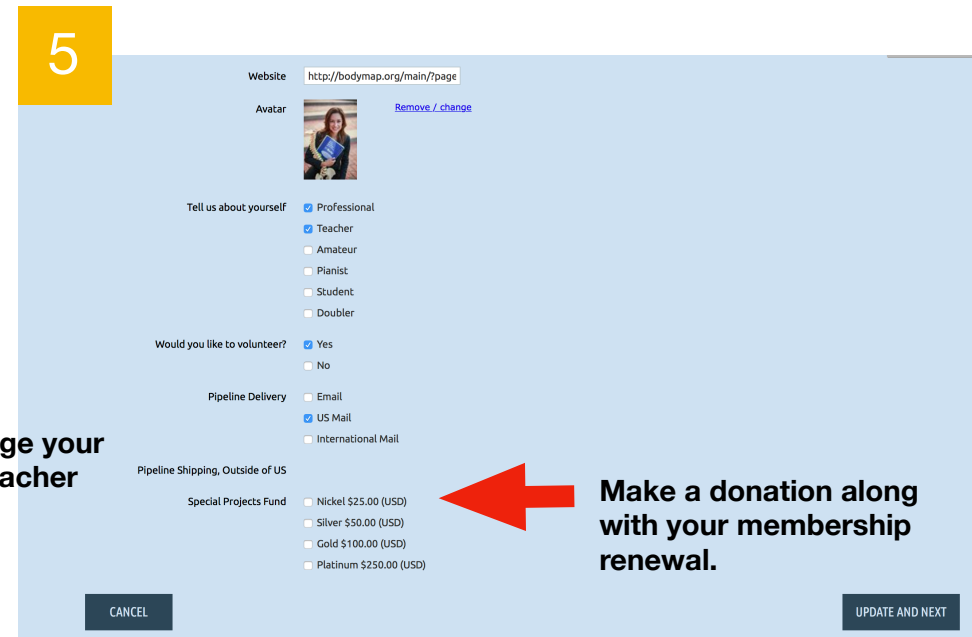 5
Website http://bodymap.org/main/?page
Avatar Remove / change
Tell us about yourself Professional
Teacher
Amateur
Pianist
Student
Doubler
Would you like to volunteer? Yes
No
Pipeline Delivery Email
US Mail
International Mail
ge your
acher
Pipeline Shipping, Outside of US
Special Projects Fund Nickel $25.00 (USD)
Silver $50.00 (USD)
Gold $100.00 (USD)
Platinum $250.00 (USD)
Make a donation along
with your membership
renewal.
CANCEL UPDATE AND NEXT